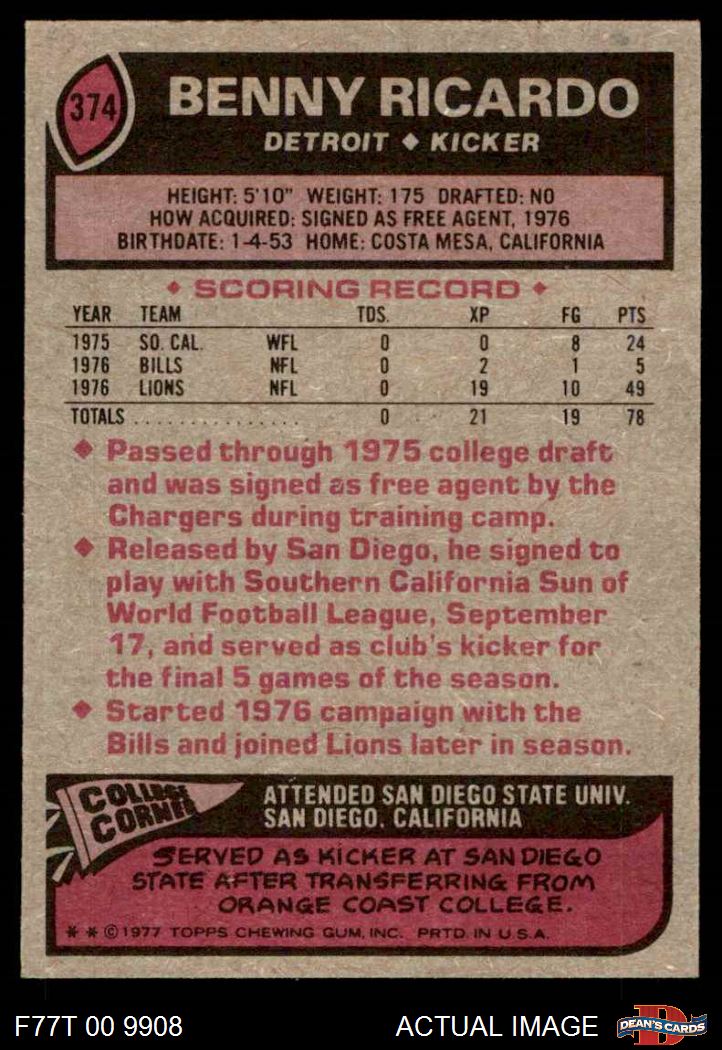 374
BENNY RICARDO
DETROIT ◆ KICKER
HEIGHT: 5'10" WEIGHT: 175 DRAFTED: NO
HOW ACQUIRED: SIGNED AS FREE AGENT, 1976
BIRTHDATE: 1-4-53 HOME: COSTA MESA, CALIFORNIA
◆ SCORING RECORD ◆
YEAR TEAM TDS. XP FG PTS
1975 SO. CAL. WFL 0 0 8 24
1976 BILLS NFL 0 2 1 5
1976 LIONS NFL 0 19 10 49
TOTALS . . . . . . . . . . . . . . . 0 21 19 78
◆ Passed through 1975 college draft
and was signed as free agent by the
Chargers during training camp.
◆ Released by San Diego, he signed to
play with Southern California Sun of
World Football League, September
17, and served as club's kicker for
the final 5 games of the season.
◆ Started 1976 campaign with the
Bills and joined Lions later in season.
COLLEGE
CORNER
ATTENDED SAN DIEGO STATE UNIV.
SAN DIEGO, CALIFORNIA
SERVED AS KICKER AT SAN DIEGO
STATE AFTER TRANSFERRING FROM
ORANGE COAST COLLEGE.
* * © 1977 TOPPS CHEWING GUM, INC. PRTD. IN U.S.A.
F77T 00 9908
ACTUAL IMAGE
D
DEAN'S CARDS